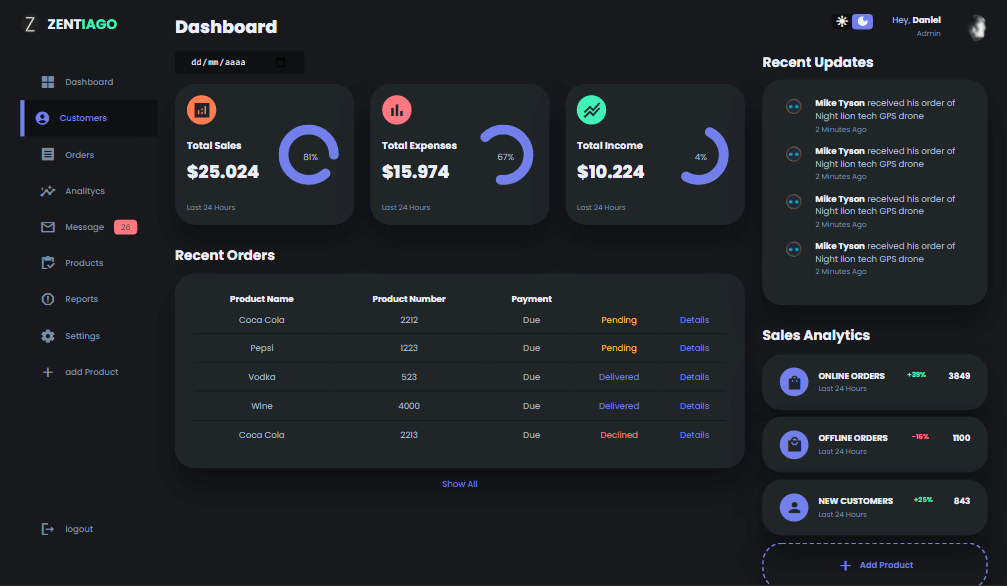 Z ZENTIAGO
Dashboard
Customers
Orders
Analitycs
Message 26
Products
Reports
Settings
add Product
logout
Dashboard
dd/mm/aaaa
Total Sales
$25.024
81%
Last 24 Hours
Total Expenses
$15.974
67%
Last 24 Hours
Total Income
$10.224
4%
Last 24 Hours
Recent Orders
Product Name Product Number Payment
Coca Cola 2212 Due Pending Details
Pepsi 1223 Due Pending Details
Vodka 523 Due Delivered Details
Wine 4000 Due Delivered Details
Coca Cola 2213 Due Declined Details
Show All
Hey, Daniel
Admin
Recent Updates
Mike Tyson received his order of
Night lion tech GPS drone
2 Minutes Ago
Mike Tyson received his order of
Night lion tech GPS drone
2 Minutes Ago
Mike Tyson received his order of
Night lion tech GPS drone
2 Minutes Ago
Mike Tyson received his order of
Night lion tech GPS drone
2 Minutes Ago
Sales Analytics
ONLINE ORDERS +39% 3849
Last 24 Hours
OFFLINE ORDERS -16% 1100
Last 24 Hours
NEW CUSTOMERS +25% 843
Last 24 Hours
Add Product